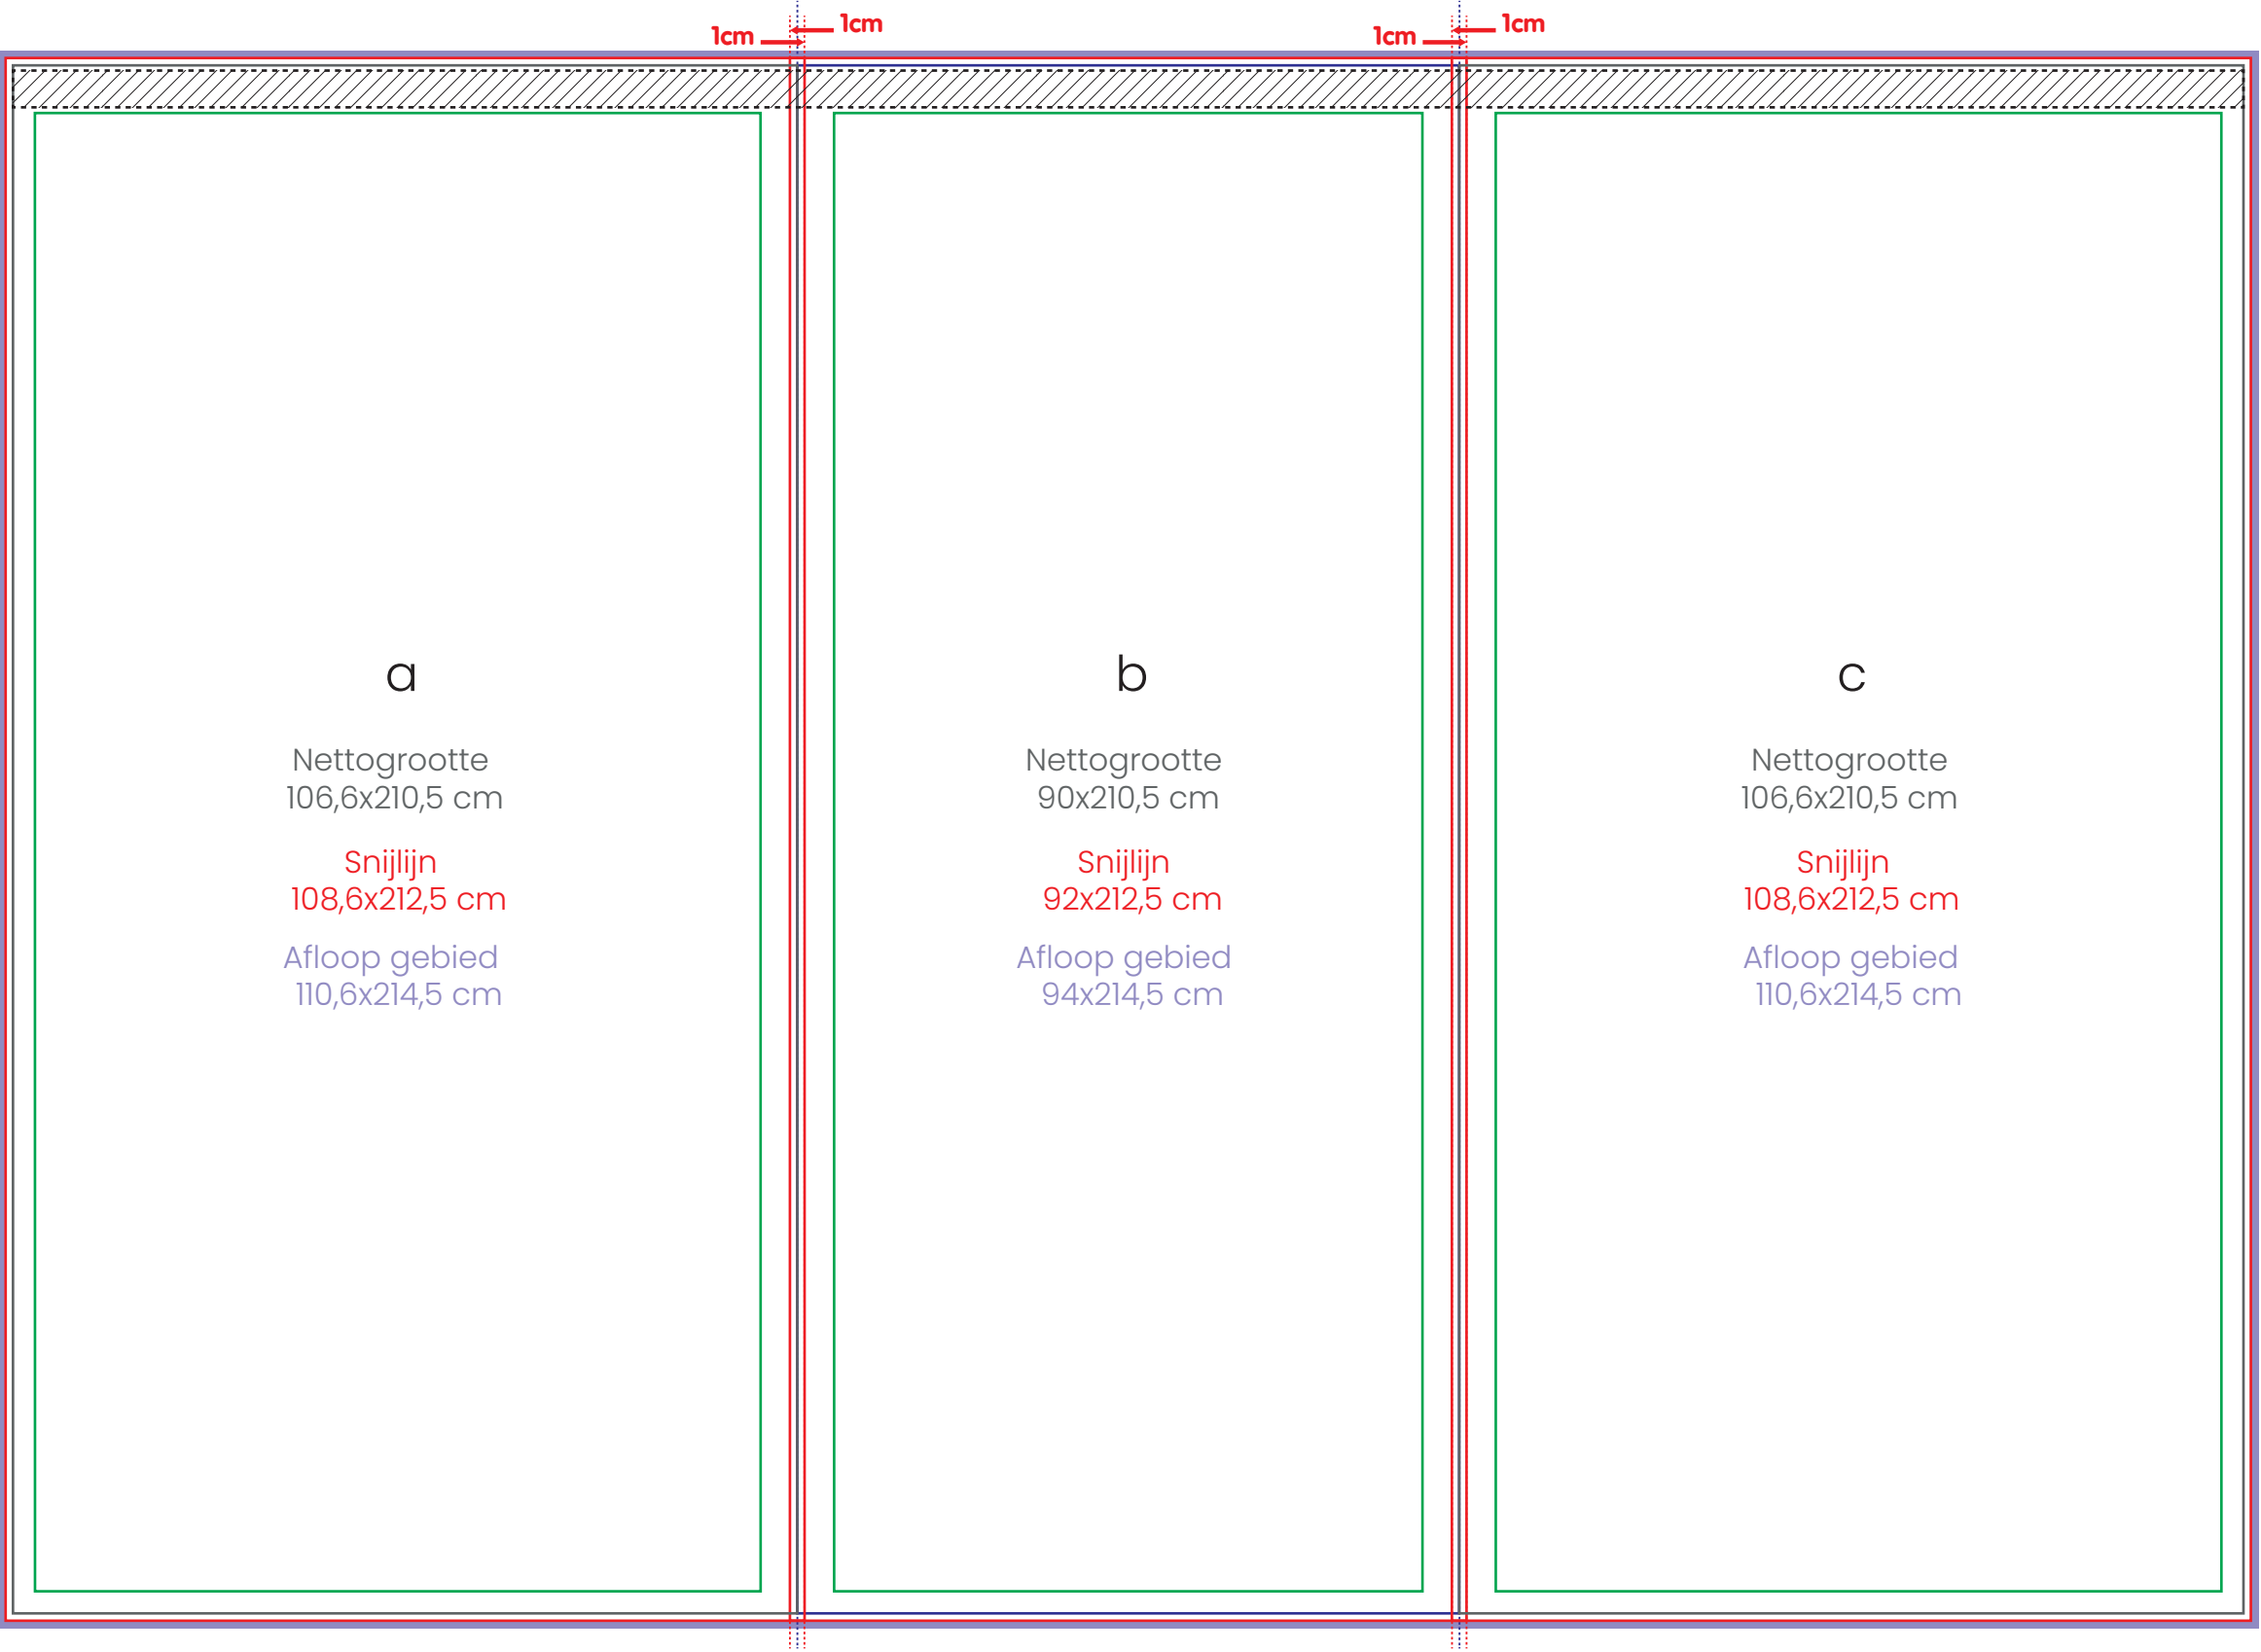 1cm
1cm
1cm
1cm
a
Nettogrootte
106,6x210,5 cm
Snijlijn
108,6x212,5 cm
Afloop gebied
110,6x214,5 cm
b
Nettogrootte
90x210,5 cm
Snijlijn
92x212,5 cm
Afloop gebied
94x214,5 cm
c
Nettogrootte
106,6x210,5 cm
Snijlijn
108,6x212,5 cm
Afloop gebied
110,6x214,5 cm